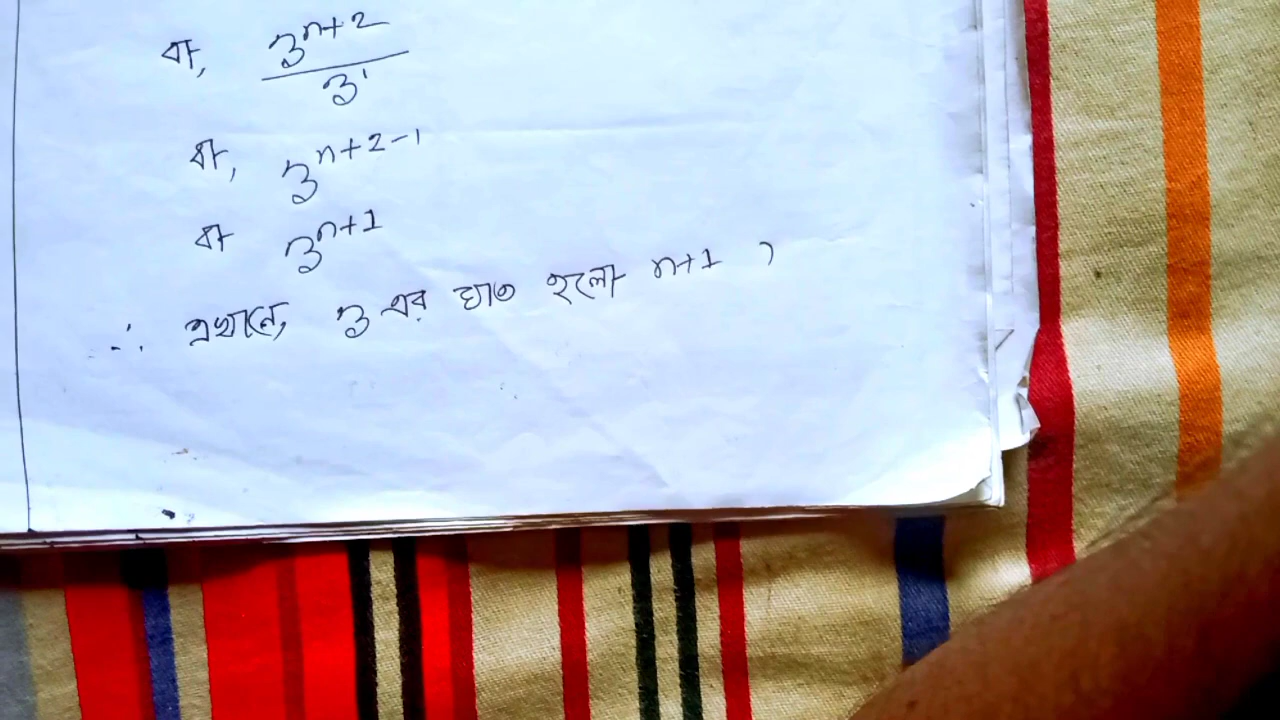 বা, 3^{n+2}/3^1
বা, 3^{n+2-1}
বা 3^{n+1}
∴ এখানে, 3 এর ঘাত হলো n+1 ।